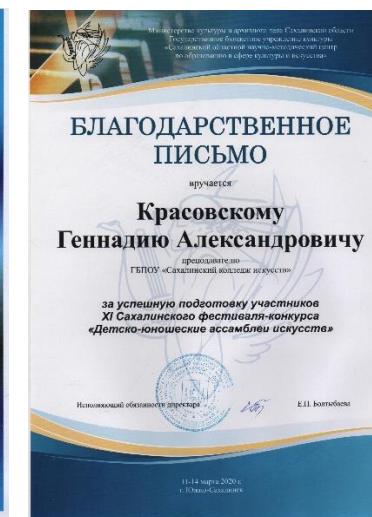 Министерство культуры и архивного дела Сахалинской области
Государственное бюджетное учреждение культуры
«Сахалинский областной научно-методический центр
по образованию в сфере культуры и искусства»
БЛАГОДАРСТВЕННОЕ
ПИСЬМО
вручается
Красовскому
Геннадию Александровичу
преподавателю
ГБПОУ «Сахалинский колледж искусств»
за успешную подготовку участников
XI Сахалинского фестиваля-конкурса
«Детско-юношеские ассамблеи искусств»
Исполняющий обязанности директора
Е.П. Болтыбаева
11-14 марта 2020 г.
г. Южно-Сахалинск